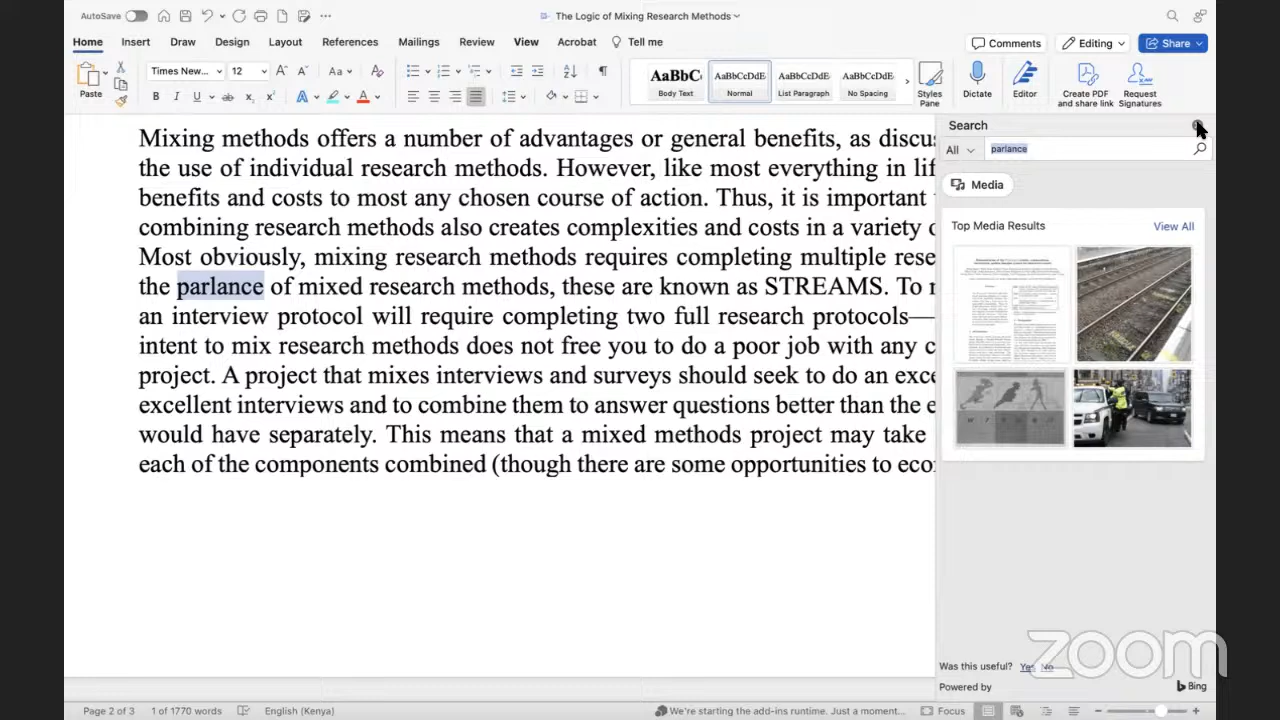 AutoSave
The Logic of Mixing Research Methods
Home Insert Draw Design Layout References Mailings Review View Acrobat Tell me
Comments Editing Share
Paste
Times New... 12
Aa
AaBbC AaBbCcDdE AaBbCcDdE AaBbCcDdE
Body Text Normal List Paragraph No Spacing
Styles Pane
Dictate
Editor
Create PDF and share link
Request Signatures
Mixing methods offers a number of advantages or general benefits, as discus
the use of individual research methods. However, like most everything in lif
benefits and costs to most any chosen course of action. Thus, it is important
combining research methods also creates complexities and costs in a variety
Most obviously, mixing research methods requires completing multiple rese
the parlance of mixed research methods, these are known as STREAMS. To
an interview protocol will require completing two full research protocols—
intent to mix research methods does not free you to do a poor job with any c
project. A project that mixes interviews and surveys should seek to do an exce
excellent interviews and to combine them to answer questions better than the e
would have separately. This means that a mixed methods project may take
each of the components combined (though there are some opportunities to eco
Search
All parlance
Media
Top Media Results View All
Was this useful? Yes No
Powered by Bing
zoom
Page 2 of 3 1 of 1770 words English (Kenya) We're starting the add-ins runtime. Just a moment... Focus